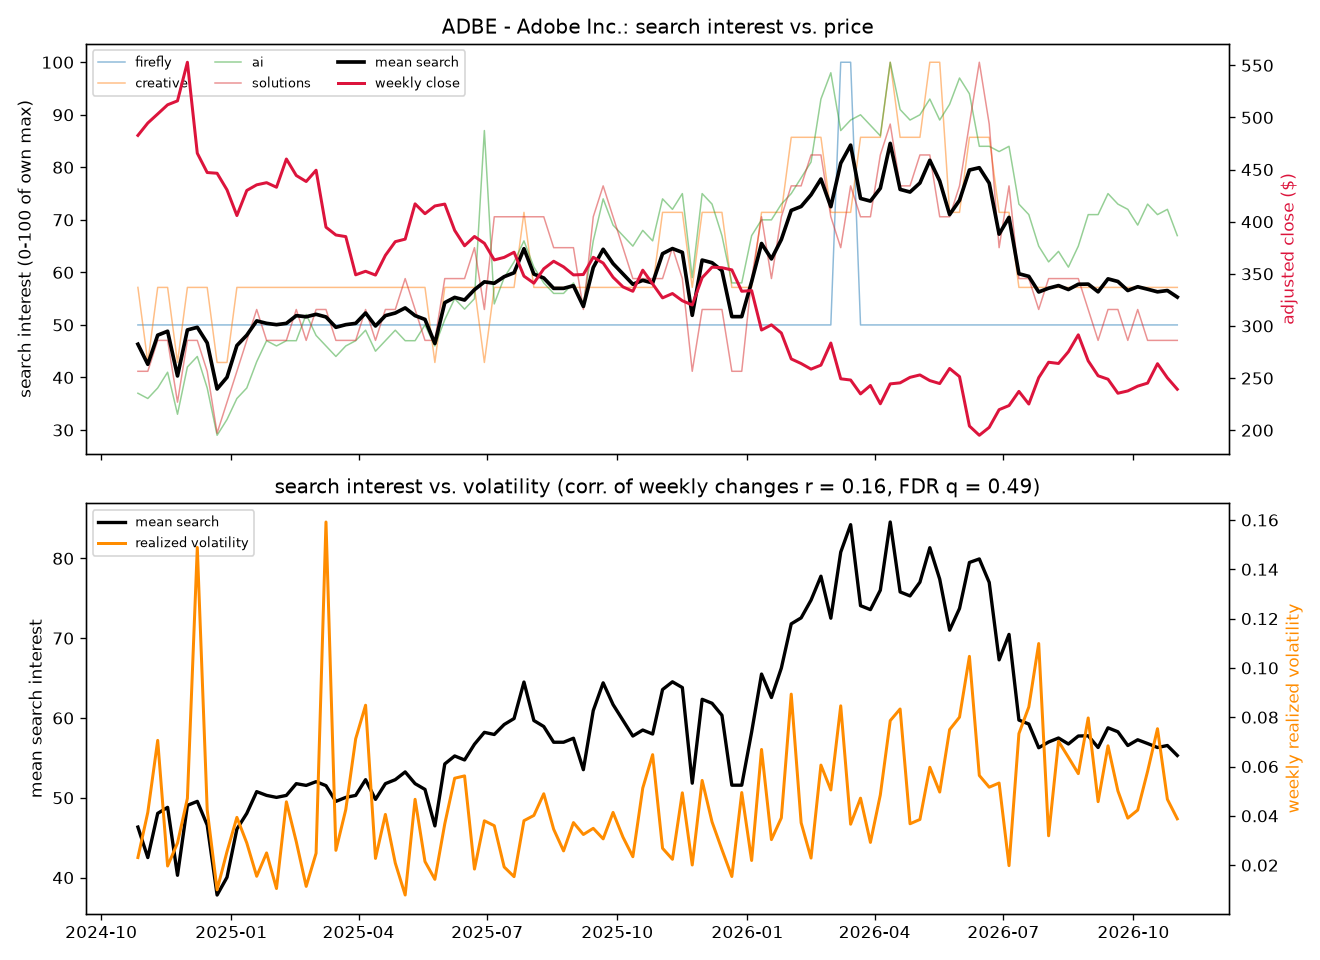 ADBE - Adobe Inc.: search interest vs. price
firefly
creative
ai
solutions
mean search
weekly close
search interest (0-100 of own max)
100
90
80
70
60
50
40
30
adjusted close ($)
550
500
450
400
350
300
250
200
search interest vs. volatility (corr. of weekly changes r = 0.16, FDR q = 0.49)
mean search
realized volatility
mean search interest
80
70
60
50
40
weekly realized volatility
0.16
0.14
0.12
0.10
0.08
0.06
0.04
0.02
2024-10 2025-01 2025-04 2025-07 2025-10 2026-01 2026-04 2026-07 2026-10